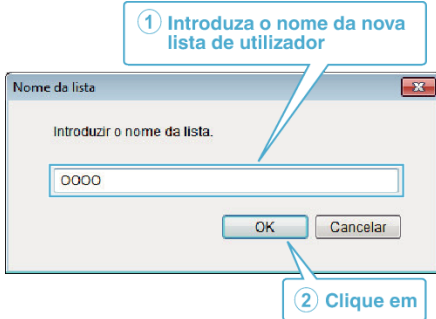 ① Introduza o nome da nova
lista de utilizador
Nome da lista
Introduzir o nome da lista.
OOOO
OK Cancelar
② Clique em